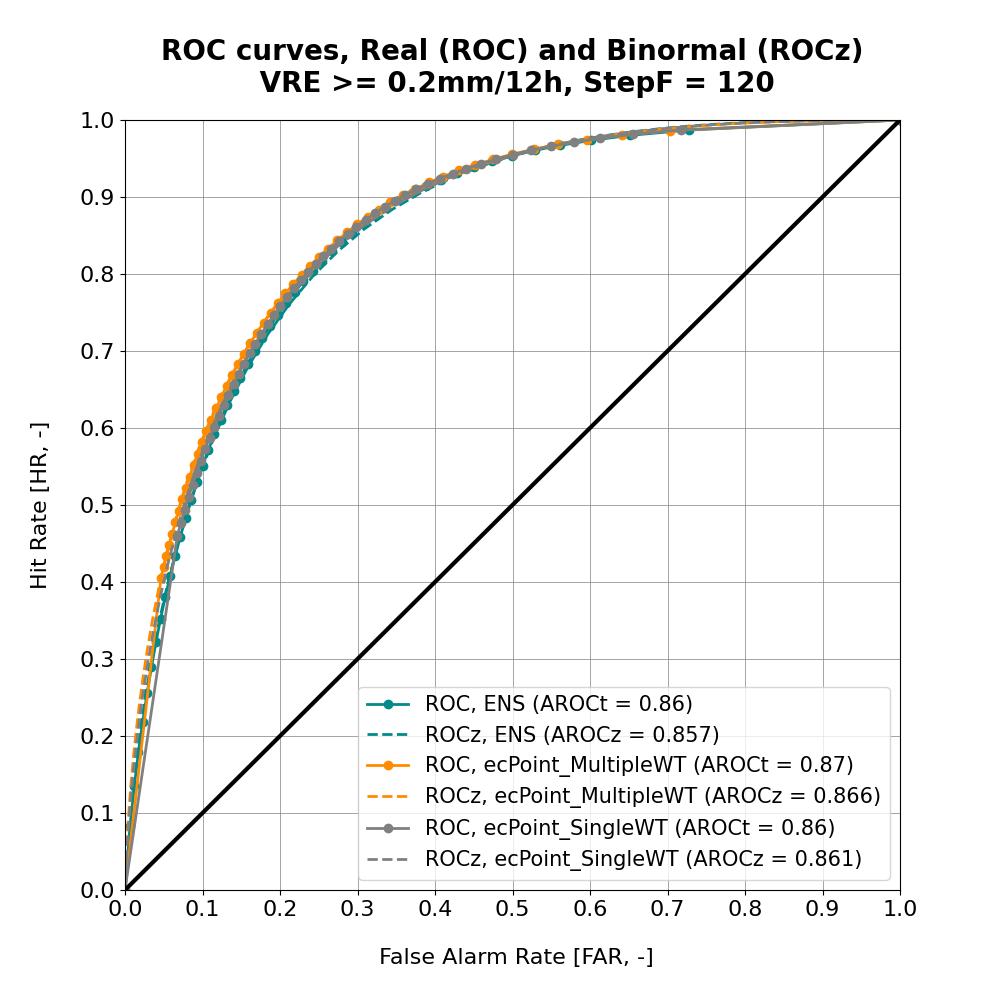 ROC curves, Real (ROC) and Binormal (ROCz)
VRE >= 0.2mm/12h, StepF = 120
1.0
0.9
0.8
0.7
0.6
0.5
0.4
0.3
0.2
0.1
0.0
Hit Rate [HR, -]
ROC, ENS (AROCt = 0.86)
ROCz, ENS (AROCz = 0.857)
ROC, ecPoint_MultipleWT (AROCt = 0.87)
ROCz, ecPoint_MultipleWT (AROCz = 0.866)
ROC, ecPoint_SingleWT (AROCt = 0.86)
ROCz, ecPoint_SingleWT (AROCz = 0.861)
0.0 0.1 0.2 0.3 0.4 0.5 0.6 0.7 0.8 0.9 1.0
False Alarm Rate [FAR, -]